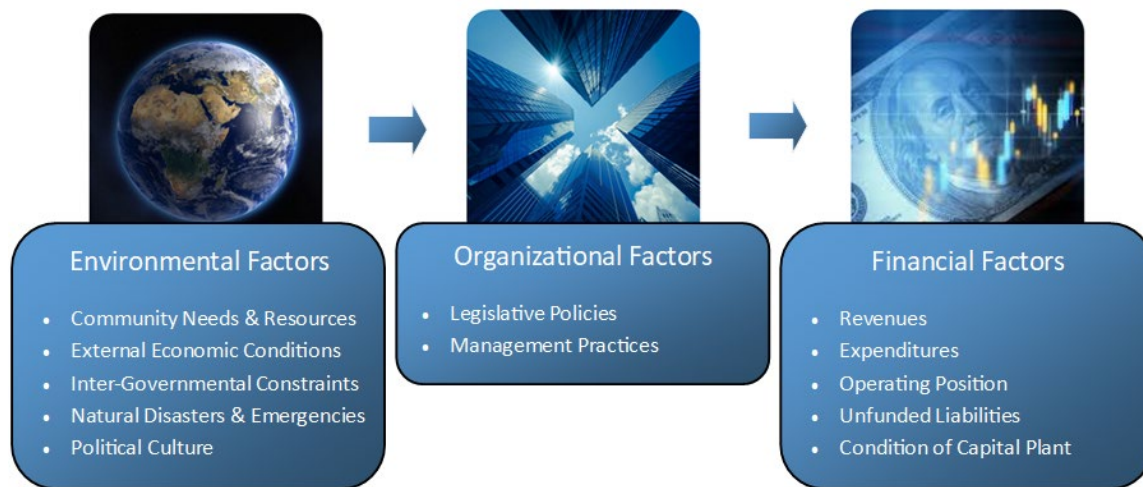 Environmental Factors
• Community Needs & Resources
• External Economic Conditions
• Inter-Governmental Constraints
• Natural Disasters & Emergencies
• Political Culture
Organizational Factors
• Legislative Policies
• Management Practices
Financial Factors
• Revenues
• Expenditures
• Operating Position
• Unfunded Liabilities
• Condition of Capital Plant